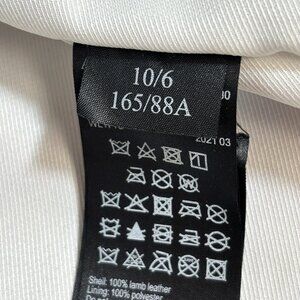 10/6
165/88A
2021 03
Shell: 100% lamb leather
Lining: 100% polyester